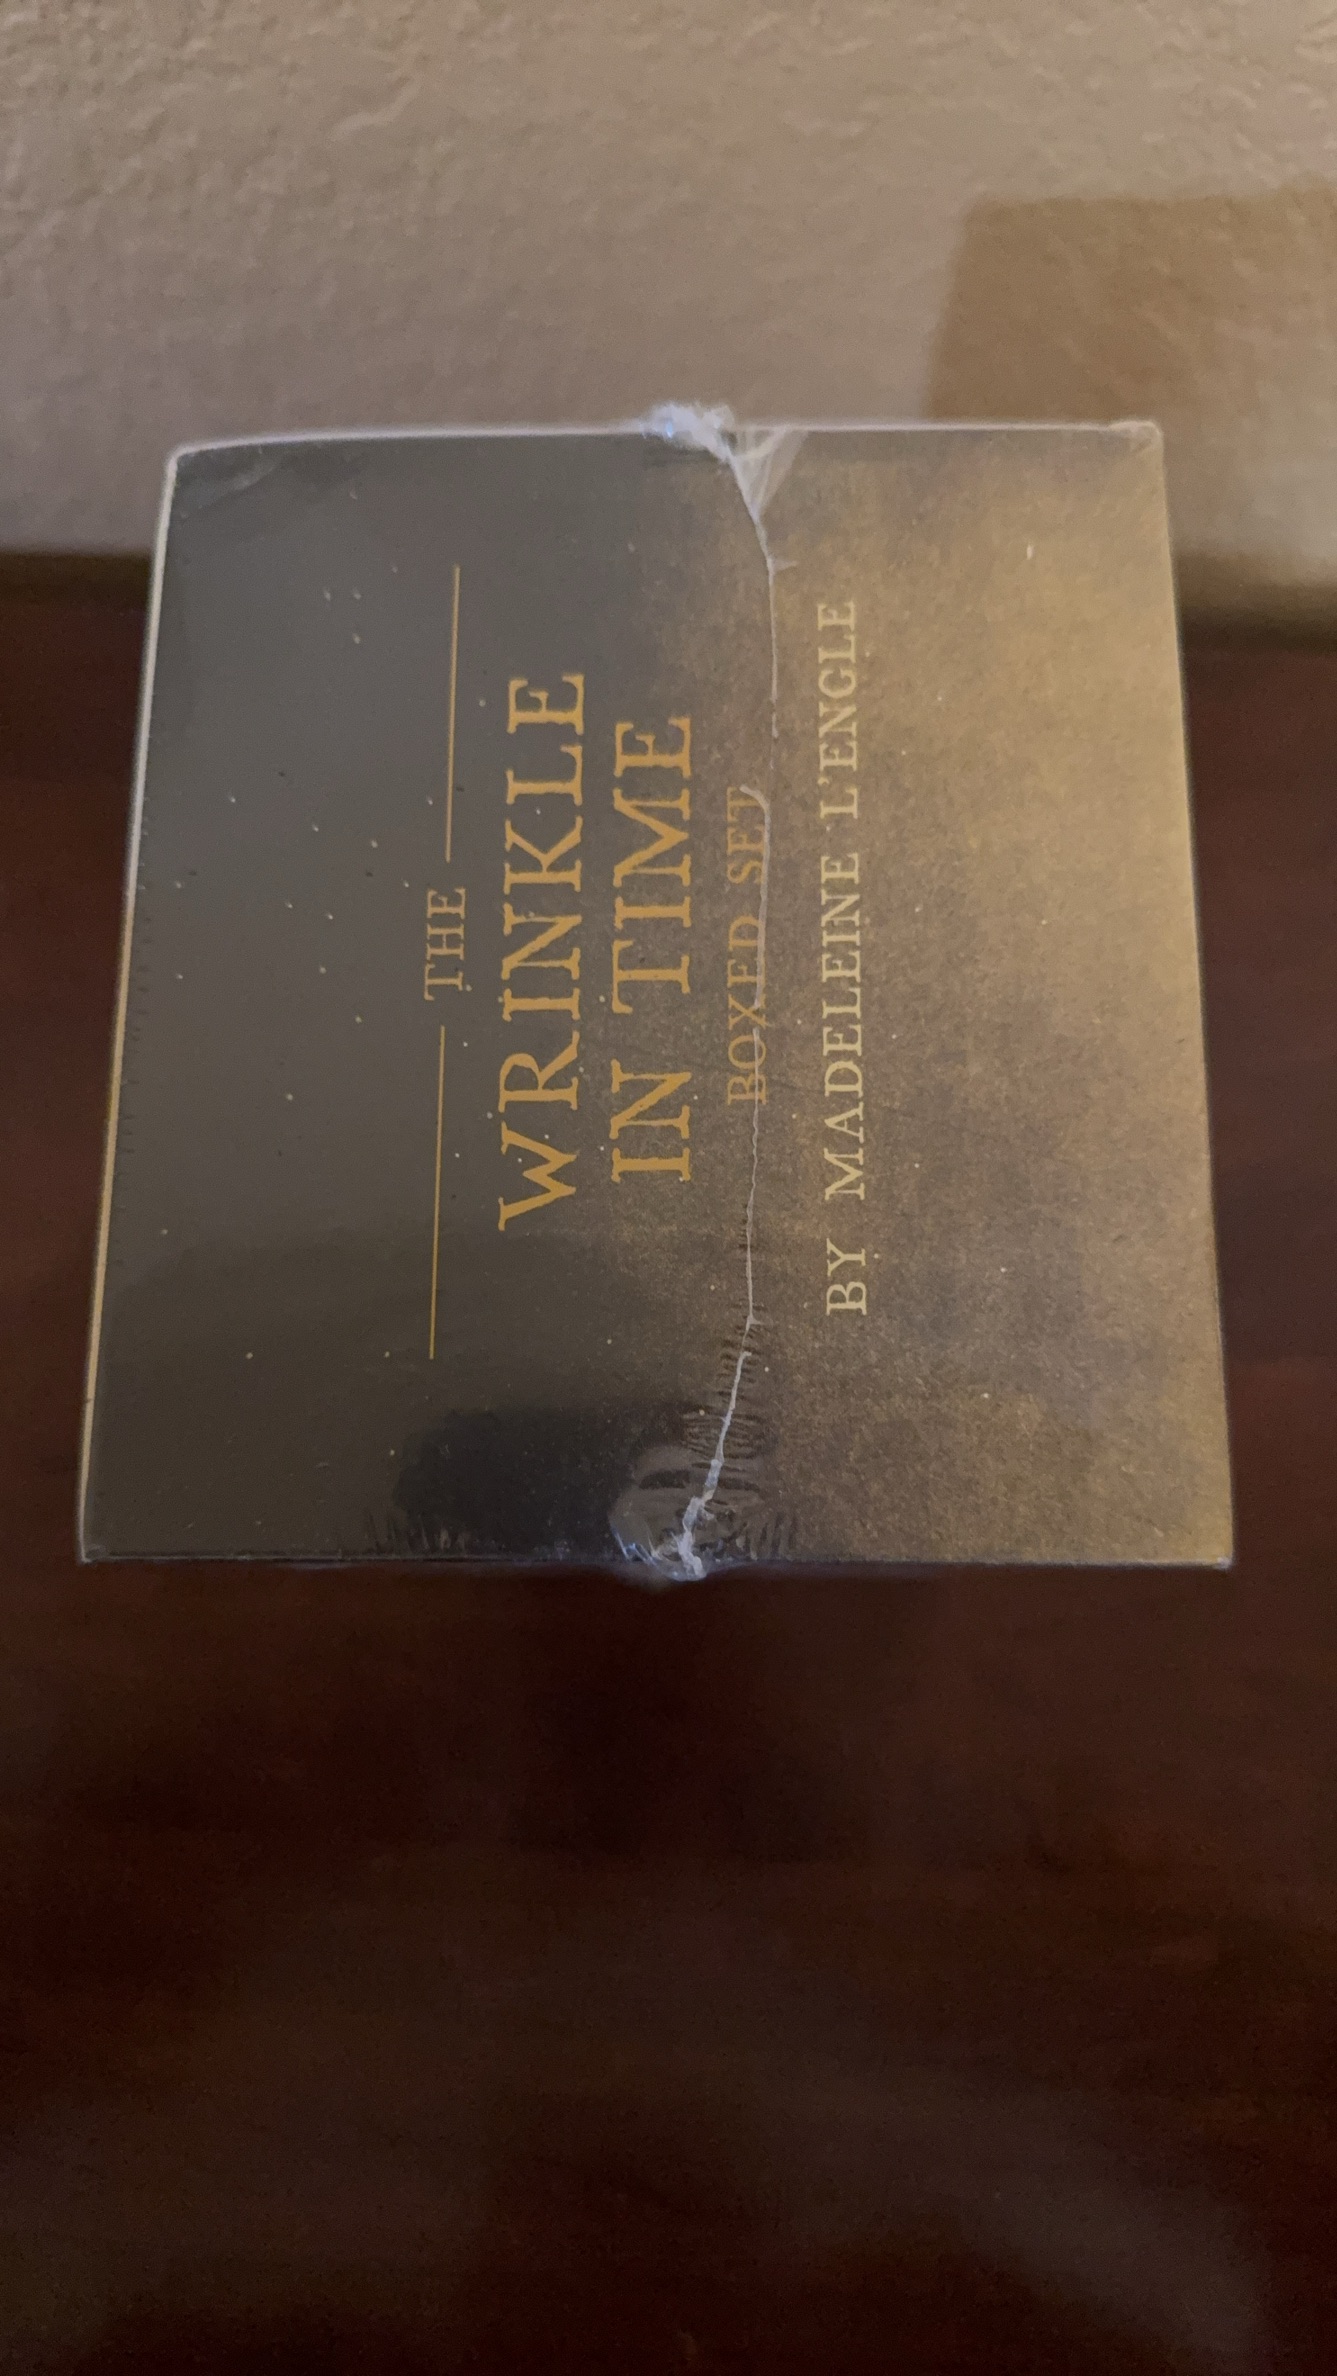 THE
WRINKLE
IN TIME
BOXED SET
BY MADELEINE L'ENGLE